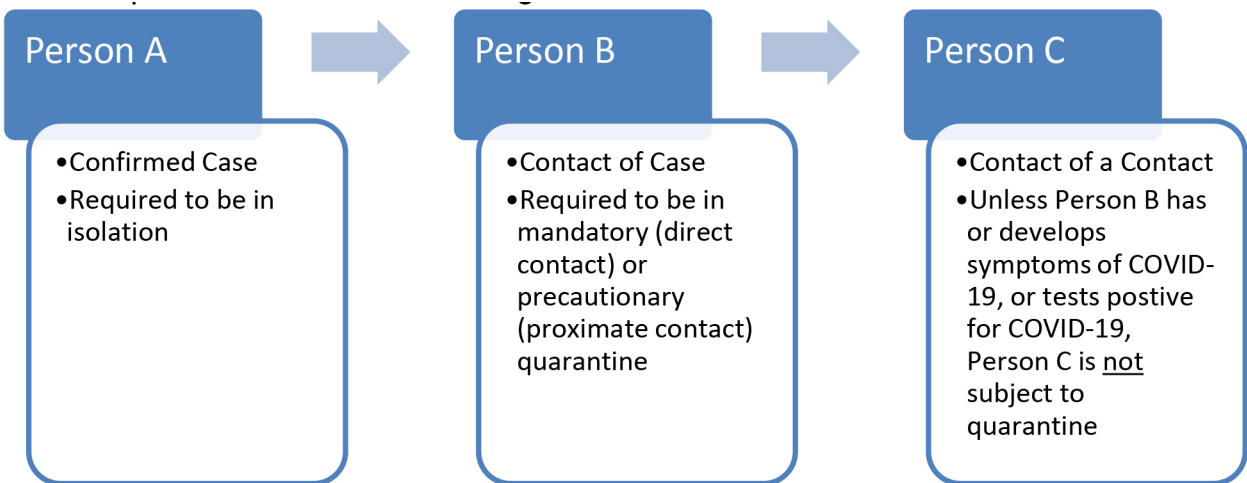 Person A
•Confirmed Case
•Required to be in
isolation
Person B
•Contact of Case
•Required to be in
mandatory (direct
contact) or
precautionary
(proximate contact)
quarantine
Person C
•Contact of a Contact
•Unless Person B has
or develops
symptoms of COVID-
19, or tests postive
for COVID-19,
Person C is not
subject to
quarantine